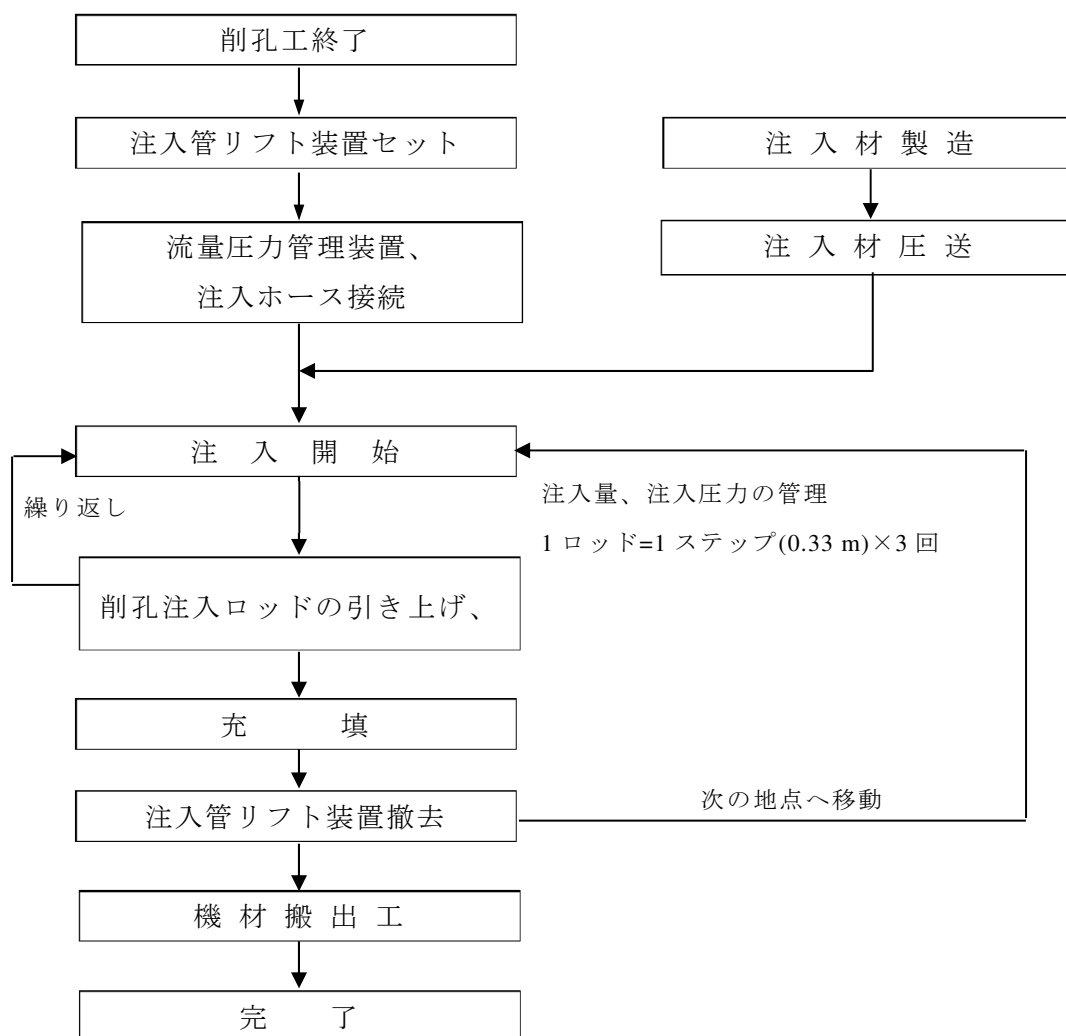 削孔工終了
注入管リフト装置セット
注入材製造
流量圧力管理装置、
注入ホース接続
注入材圧送
注入開始
繰り返し
注入量、注入圧力の管理
1 ロッド=1 ステップ(0.33 m)×3 回
削孔注入ロッドの引き上げ、
充填
注入管リフト装置撤去
次の地点へ移動
機材搬出工
完了